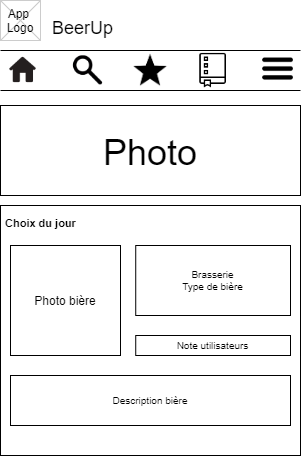 App
Logo
BeerUp
Photo
Choix du jour
Photo bière
Brasserie
Type de bière
Note utilisateurs
Description bière